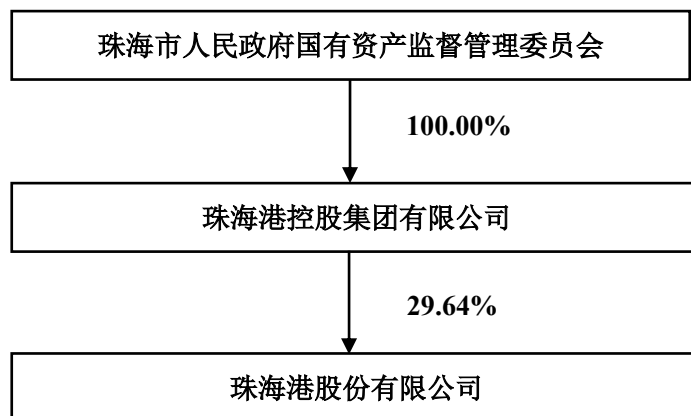 珠海市人民政府国有资产监督管理委员会
100.00%
珠海港控股集团有限公司
29.64%
珠海港股份有限公司